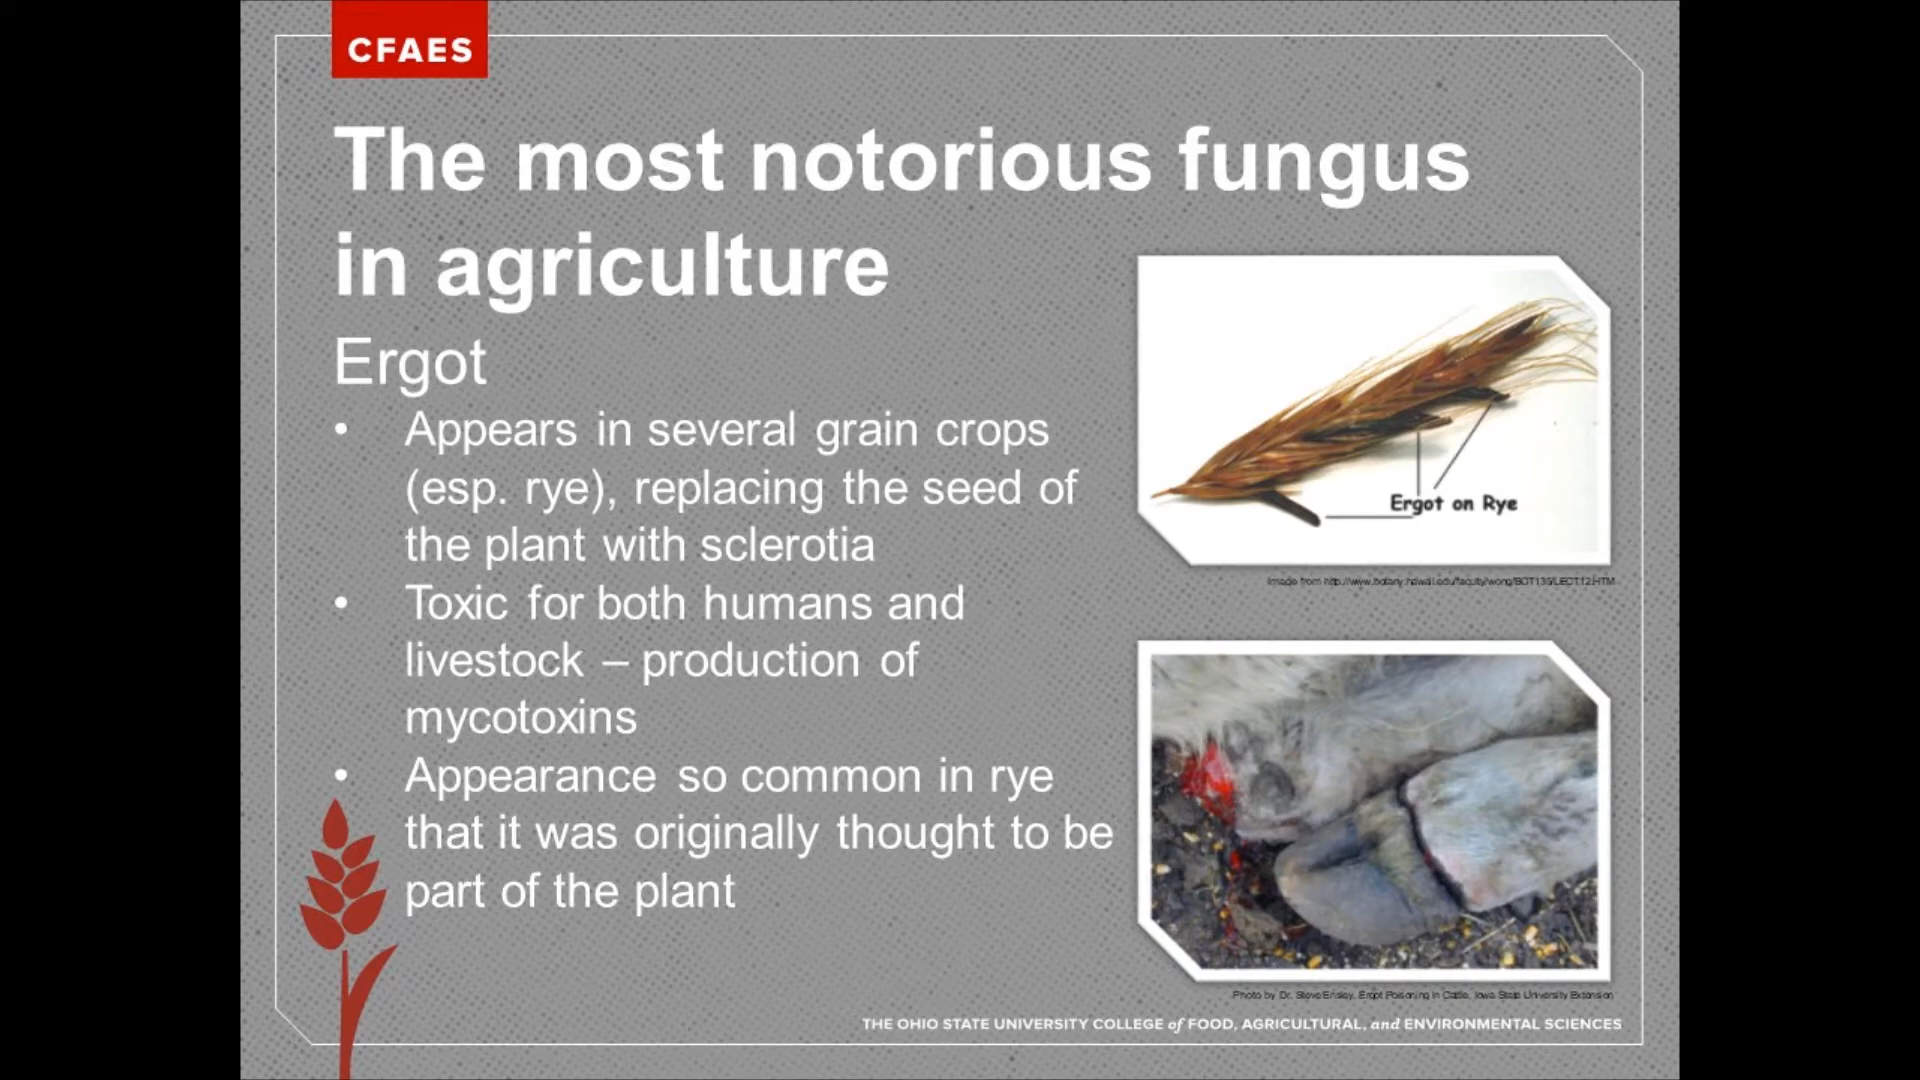 CFAES
The most notorious fungus
in agriculture
Ergot
• Appears in several grain crops
(esp. rye), replacing the seed of
the plant with sclerotia
• Toxic for both humans and
livestock – production of
mycotoxins
• Appearance so common in rye
that it was originally thought to be
part of the plant
Ergot on Rye
Image from http://www.botany.hawaii.edu/faculty/wong/BOT135/LECT12.HTM
Photo by Dr. Steve Ensley, Ergot Poisoning in Cattle, Iowa State University Extension
THE OHIO STATE UNIVERSITY COLLEGE of FOOD, AGRICULTURAL, and ENVIRONMENTAL SCIENCES